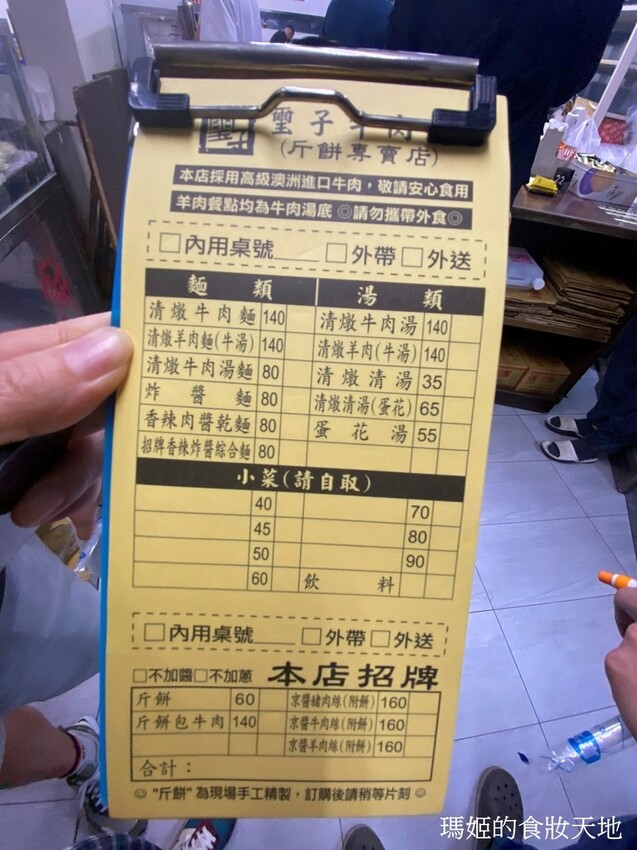 璽子牛肉
(斤餅專賣店)
本店採用高級澳洲進口牛肉，敬請安心食用
羊肉餐點均為牛肉湯底 ◎請勿攜帶外食◎
□內用桌號____ □外帶 □外送
麵類 湯類
清燉牛肉麵 140 清燉牛肉湯 140
清燉羊肉麵(牛湯) 140 清燉羊肉(牛湯) 140
清燉牛肉湯麵 80 清燉清湯 35
炸醬麵 80 清燉清湯(蛋花) 65
香辣肉醬乾麵 80 蛋花湯 55
招牌香辣炸醬綜合麵 80
小菜(請自取)
40 70
45 80
50 90
60 飲料
□內用桌號____ □外帶 □外送
□不加醬□不加蔥 本店招牌
斤餅 60 京醬豬肉絲(附餅) 160
斤餅包牛肉 140 京醬牛肉絲(附餅) 160
京醬羊肉絲(附餅) 160
合計：
☺ "斤餅" 為現場手工精製，訂購後請稍等片刻 ☺
22
瑪姬的食妝天地